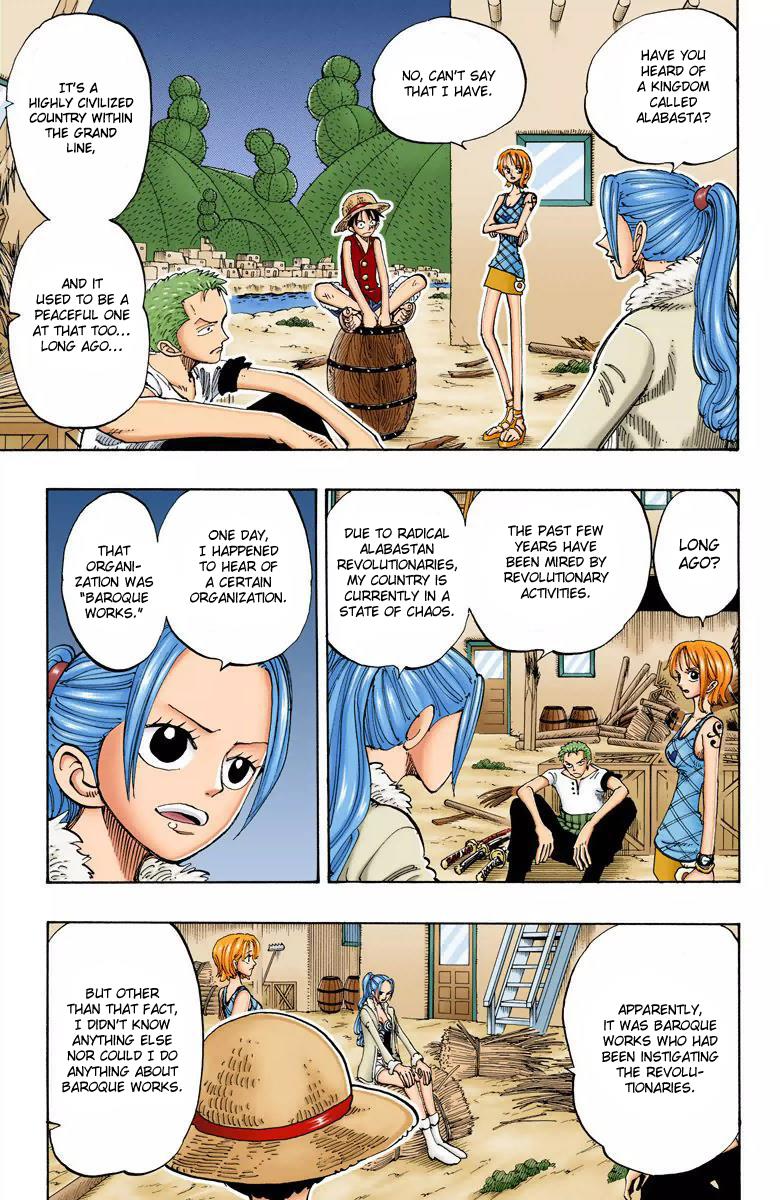 HAVE YOU
HEARD OF
A KINGDOM
CALLED
ALABASTA?
NO, CAN'T SAY
THAT I HAVE.
IT'S A
HIGHLY CIVILIZED
COUNTRY WITHIN
THE GRAND
LINE,
AND IT
USED TO BE A
PEACEFUL ONE
AT THAT TOO...
LONG AGO...
LONG
AGO?
THE PAST FEW
YEARS HAVE
BEEN MIRED BY
REVOLUTIONARY
ACTIVITIES.
DUE TO RADICAL
ALABASTAN
REVOLUTIONARIES,
MY COUNTRY IS
CURRENTLY IN A
STATE OF CHAOS.
ONE DAY,
I HAPPENED
TO HEAR OF
A CERTAIN
ORGANIZATION.
THAT
ORGANI-
ZATION WAS
"BAROQUE
WORKS."
APPARENTLY,
IT WAS BAROQUE
WORKS WHO HAD
BEEN INSTIGATING
THE REVOLU-
TIONARIES.
BUT OTHER
THAN THAT FACT,
I DIDN'T KNOW
ANYTHING ELSE
NOR COULD I DO
ANYTHING ABOUT
BAROQUE WORKS.